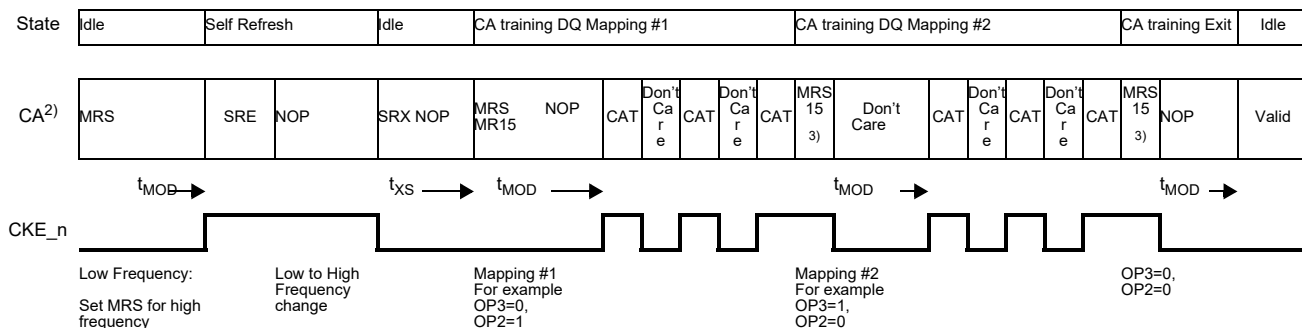 State Idle Self Refresh Idle CA training DQ Mapping #1 CA training DQ Mapping #2 CA training Exit Idle
CA2) MRS SRE NOP SRX NOP MRS MR15 NOP CAT Don't Care CAT Don't Care CAT MRS 15 3) Don't Care CAT Don't Care CAT Don't Care CAT MRS 15 3) NOP Valid
tMOD tXS tMOD tMOD tMOD
CKE_n
Low Frequency:
Set MRS for high
frequency
Low to High
Frequency
change
Mapping #1
For example
OP3=0,
OP2=1
Mapping #2
For example
OP3=1,
OP2=0
OP3=0,
OP2=0